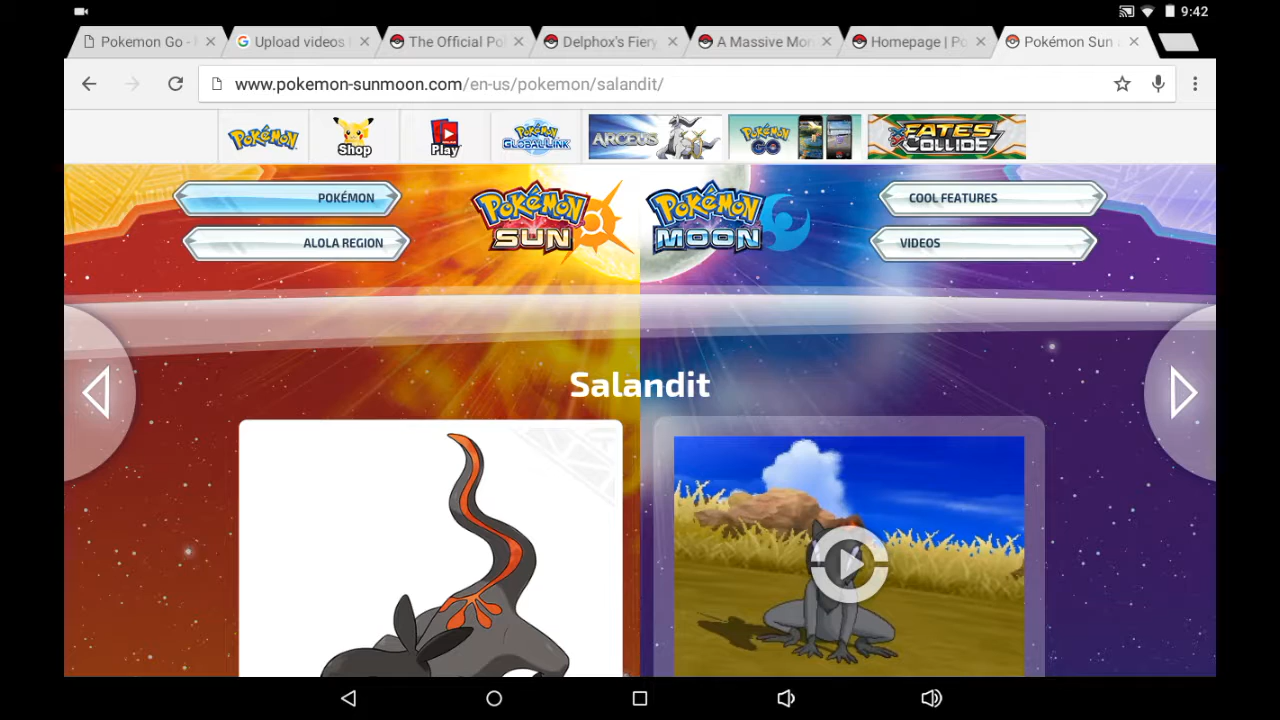 9:42
Pokemon Go -
Upload videos
The Official Po
Delphox's Fiery
A Massive Mon
Homepage | Po
Pokémon Sun a
www.pokemon-sunmoon.com/en-us/pokemon/salandit/
Pokémon
Shop
Play
Pokémon
GLOBAL LINK
ARCEUS
Pokémon
GO
FATES
COLLIDE
POKÉMON
ALOLA REGION
Pokémon
SUN
Pokémon
MOON
COOL FEATURES
VIDEOS
Salandit